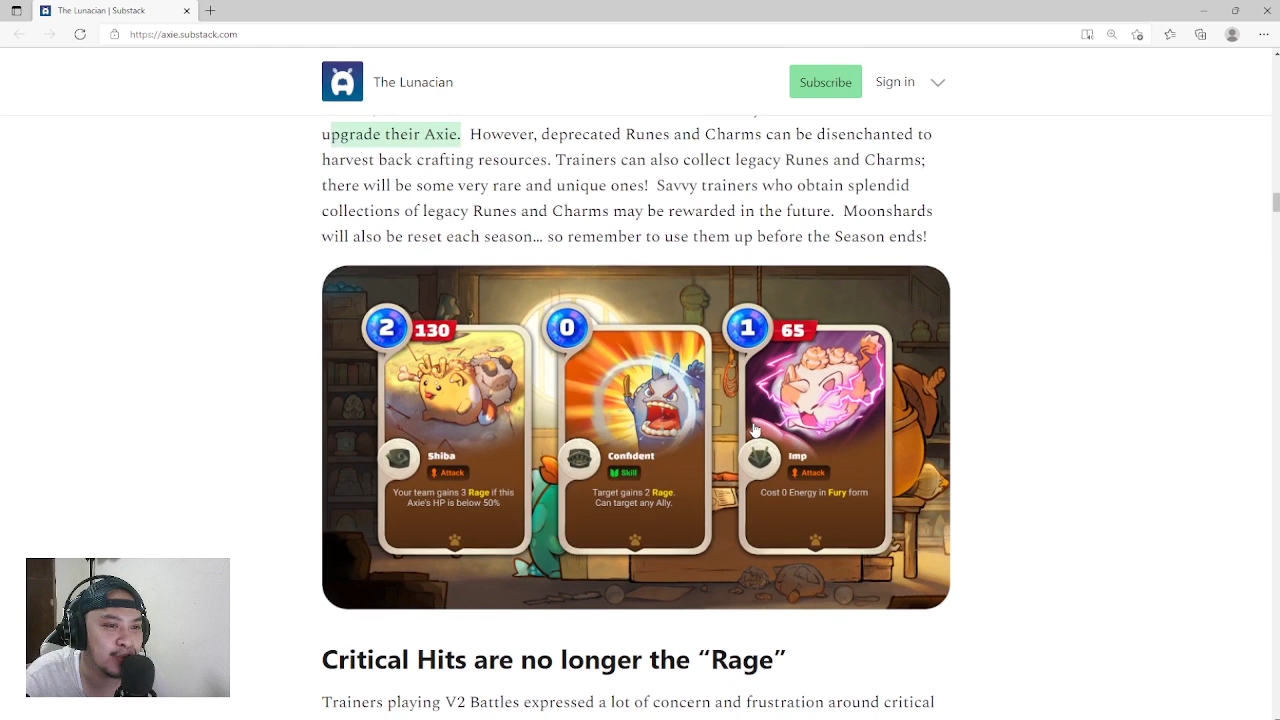 The Lunacian | Substack
https://axie.substack.com
The Lunacian
Subscribe
Sign in
upgrade their Axie. However, deprecated Runes and Charms can be disenchanted to
harvest back crafting resources. Trainers can also collect legacy Runes and Charms;
there will be some very rare and unique ones! Savvy trainers who obtain splendid
collections of legacy Runes and Charms may be rewarded in the future. Moonshards
will also be reset each season... so remember to use them up before the Season ends!
2 130
Shiba
Attack
Your team gains 3 Rage if this
Axie's HP is below 50%
0
Confident
Skill
Target gains 2 Rage.
Can target any Ally.
1 65
Imp
Attack
Cost 0 Energy in Fury form
Critical Hits are no longer the “Rage”
Trainers playing V2 Battles expressed a lot of concern and frustration around critical